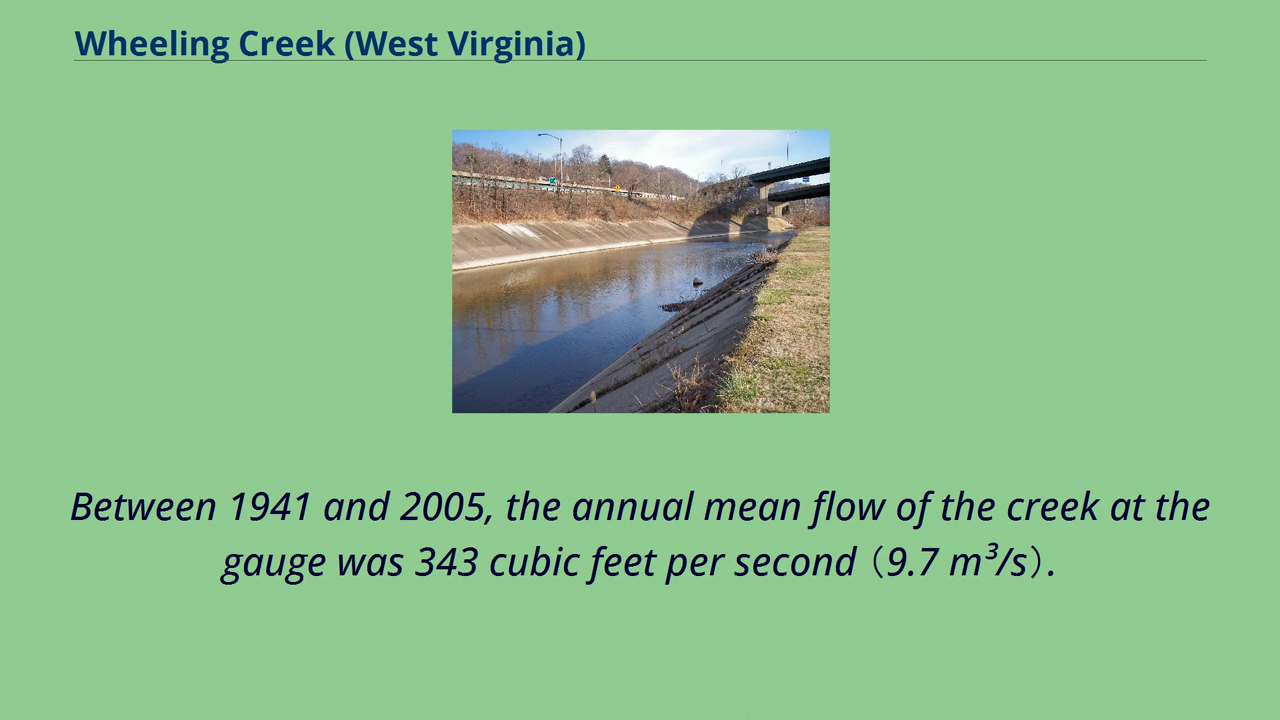 Wheeling Creek (West Virginia)
Between 1941 and 2005, the annual mean flow of the creek at the
gauge was 343 cubic feet per second (9.7 m³/s).